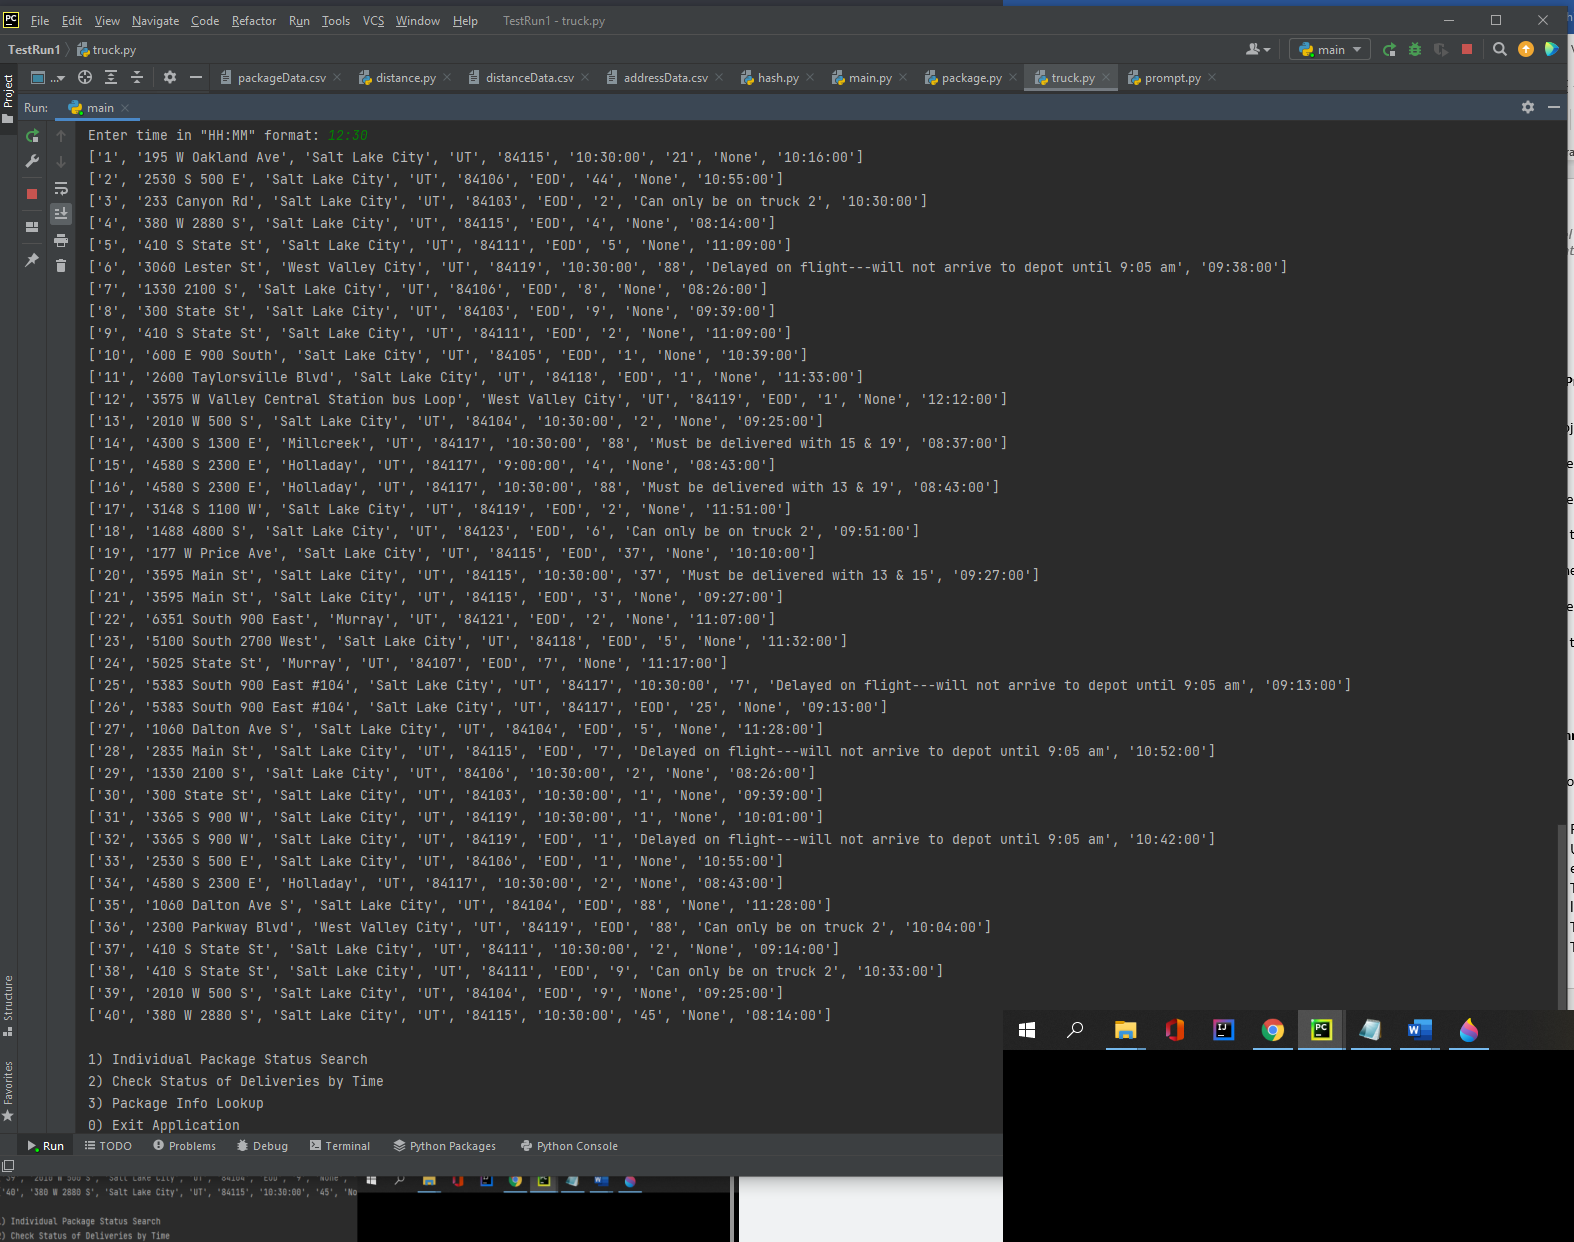 PC File Edit View Navigate Code Refactor Run Tools VCS Window Help TestRun1 - truck.py
TestRun1 truck.py main
Project packageData.csv distance.py distanceData.csv addressData.csv hash.py main.py package.py truck.py prompt.py
Run: main
Enter time in "HH:MM" format: 12:30
['1', '195 W Oakland Ave', 'Salt Lake City', 'UT', '84115', '10:30:00', '21', 'None', '10:16:00']
['2', '2530 S 500 E', 'Salt Lake City', 'UT', '84106', 'EOD', '44', 'None', '10:55:00']
['3', '233 Canyon Rd', 'Salt Lake City', 'UT', '84103', 'EOD', '2', 'Can only be on truck 2', '10:30:00']
['4', '380 W 2880 S', 'Salt Lake City', 'UT', '84115', 'EOD', '4', 'None', '08:14:00']
['5', '410 S State St', 'Salt Lake City', 'UT', '84111', 'EOD', '5', 'None', '11:09:00']
['6', '3060 Lester St', 'West Valley City', 'UT', '84119', '10:30:00', '88', 'Delayed on flight---will not arrive to depot until 9:05 am', '09:38:00']
['7', '1330 2100 S', 'Salt Lake City', 'UT', '84106', 'EOD', '8', 'None', '08:26:00']
['8', '300 State St', 'Salt Lake City', 'UT', '84103', 'EOD', '9', 'None', '09:39:00']
['9', '410 S State St', 'Salt Lake City', 'UT', '84111', 'EOD', '2', 'None', '11:09:00']
['10', '600 E 900 South', 'Salt Lake City', 'UT', '84105', 'EOD', '1', 'None', '10:39:00']
['11', '2600 Taylorsville Blvd', 'Salt Lake City', 'UT', '84118', 'EOD', '1', 'None', '11:33:00']
['12', '3575 W Valley Central Station bus Loop', 'West Valley City', 'UT', '84119', 'EOD', '1', 'None', '12:12:00']
['13', '2010 W 500 S', 'Salt Lake City', 'UT', '84104', '10:30:00', '2', 'None', '09:25:00']
['14', '4300 S 1300 E', 'Millcreek', 'UT', '84117', '10:30:00', '88', 'Must be delivered with 15 & 19', '08:37:00']
['15', '4580 S 2300 E', 'Holladay', 'UT', '84117', '9:00:00', '4', 'None', '08:43:00']
['16', '4580 S 2300 E', 'Holladay', 'UT', '84117', '10:30:00', '88', 'Must be delivered with 13 & 19', '08:43:00']
['17', '3148 S 1100 W', 'Salt Lake City', 'UT', '84119', 'EOD', '2', 'None', '11:51:00']
['18', '1488 4800 S', 'Salt Lake City', 'UT', '84123', 'EOD', '6', 'Can only be on truck 2', '09:51:00']
['19', '177 W Price Ave', 'Salt Lake City', 'UT', '84115', 'EOD', '37', 'None', '10:10:00']
['20', '3595 Main St', 'Salt Lake City', 'UT', '84115', '10:30:00', '37', 'Must be delivered with 13 & 15', '09:27:00']
['21', '3595 Main St', 'Salt Lake City', 'UT', '84115', 'EOD', '3', 'None', '09:27:00']
['22', '6351 South 900 East', 'Murray', 'UT', '84121', 'EOD', '2', 'None', '11:07:00']
['23', '5100 South 2700 West', 'Salt Lake City', 'UT', '84118', 'EOD', '5', 'None', '11:32:00']
['24', '5025 State St', 'Murray', 'UT', '84107', 'EOD', '7', 'None', '11:17:00']
['25', '5383 South 900 East #104', 'Salt Lake City', 'UT', '84117', '10:30:00', '7', 'Delayed on flight---will not arrive to depot until 9:05 am', '09:13:00']
['26', '5383 South 900 East #104', 'Salt Lake City', 'UT', '84117', 'EOD', '25', 'None', '09:13:00']
['27', '1060 Dalton Ave S', 'Salt Lake City', 'UT', '84104', 'EOD', '5', 'None', '11:28:00']
['28', '2835 Main St', 'Salt Lake City', 'UT', '84115', 'EOD', '7', 'Delayed on flight---will not arrive to depot until 9:05 am', '10:52:00']
['29', '1330 2100 S', 'Salt Lake City', 'UT', '84106', '10:30:00', '2', 'None', '08:26:00']
['30', '300 State St', 'Salt Lake City', 'UT', '84103', '10:30:00', '1', 'None', '09:39:00']
['31', '3365 S 900 W', 'Salt Lake City', 'UT', '84119', '10:30:00', '1', 'None', '10:01:00']
['32', '3365 S 900 W', 'Salt Lake City', 'UT', '84119', 'EOD', '1', 'Delayed on flight---will not arrive to depot until 9:05 am', '10:42:00']
['33', '2530 S 500 E', 'Salt Lake City', 'UT', '84106', 'EOD', '1', 'None', '10:55:00']
['34', '4580 S 2300 E', 'Holladay', 'UT', '84117', '10:30:00', '2', 'None', '08:43:00']
['35', '1060 Dalton Ave S', 'Salt Lake City', 'UT', '84104', 'EOD', '88', 'None', '11:28:00']
['36', '2300 Parkway Blvd', 'West Valley City', 'UT', '84119', 'EOD', '88', 'Can only be on truck 2', '10:04:00']
['37', '410 S State St', 'Salt Lake City', 'UT', '84111', '10:30:00', '2', 'None', '09:14:00']
['38', '410 S State St', 'Salt Lake City', 'UT', '84111', 'EOD', '9', 'Can only be on truck 2', '10:33:00']
['39', '2010 W 500 S', 'Salt Lake City', 'UT', '84104', 'EOD', '9', 'None', '09:25:00']
['40', '380 W 2880 S', 'Salt Lake City', 'UT', '84115', '10:30:00', '45', 'None', '08:14:00']
Structure
Favorites
1) Individual Package Status Search
2) Check Status of Deliveries by Time
3) Package Info Lookup
0) Exit Application
Run TODO Problems Debug Terminal Python Packages Python Console
'40', '380 W 2880 S', 'Salt Lake City', 'UT', '84115', '10:30:00', '45', 'No
) Individual Package Status Search
) Check Status of Deliveries by Time